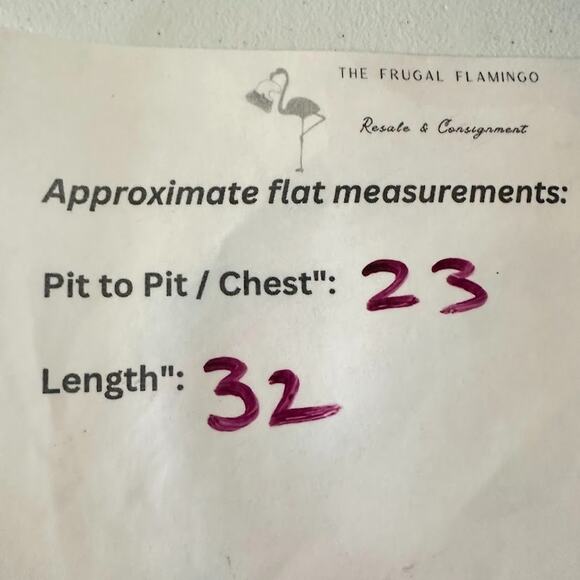 THE FRUGAL FLAMINGO
Resale & Consignment
Approximate flat measurements:
Pit to Pit / Chest": 23
Length": 32